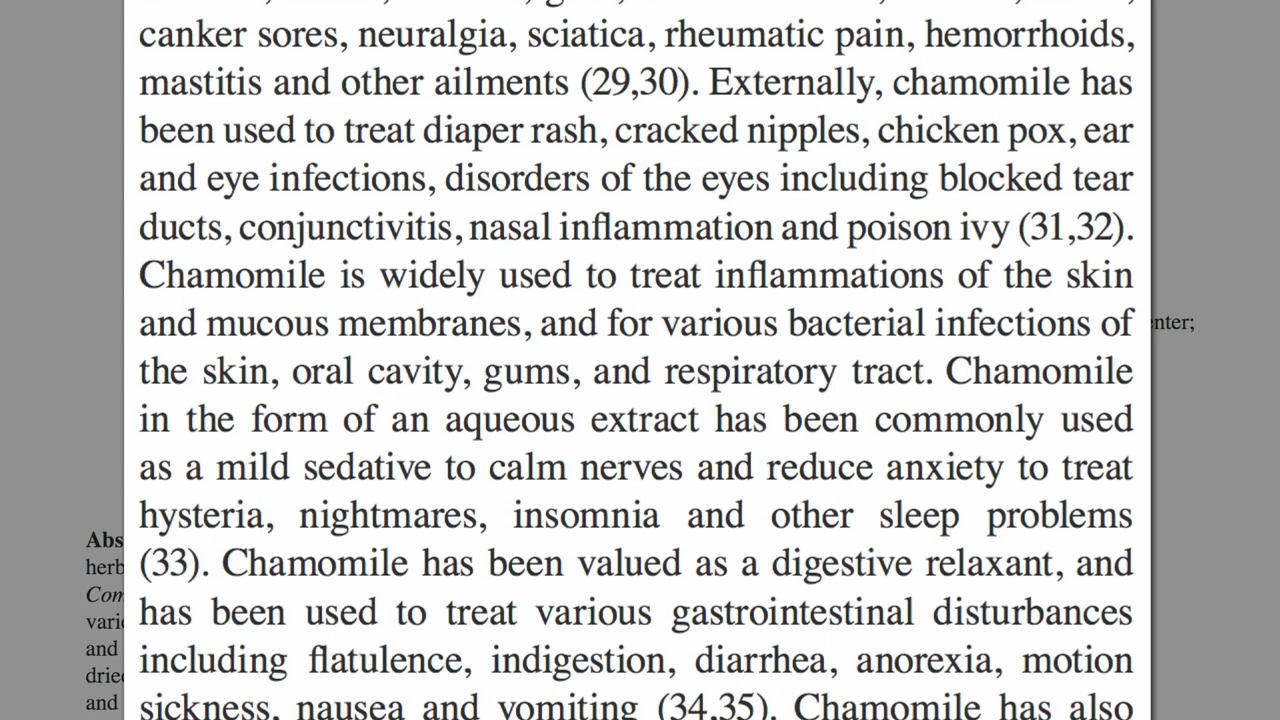 canker sores, neuralgia, sciatica, rheumatic pain, hemorrhoids,
mastitis and other ailments (29,30). Externally, chamomile has
been used to treat diaper rash, cracked nipples, chicken pox, ear
and eye infections, disorders of the eyes including blocked tear
ducts, conjunctivitis, nasal inflammation and poison ivy (31,32).
Chamomile is widely used to treat inflammations of the skin
and mucous membranes, and for various bacterial infections of
the skin, oral cavity, gums, and respiratory tract. Chamomile
in the form of an aqueous extract has been commonly used
as a mild sedative to calm nerves and reduce anxiety to treat
hysteria, nightmares, insomnia and other sleep problems
(33). Chamomile has been valued as a digestive relaxant, and
has been used to treat various gastrointestinal disturbances
including flatulence, indigestion, diarrhea, anorexia, motion
sickness, nausea and vomiting (34,35). Chamomile has also
enter;
Abs
herb
Com
vario
and
dried
and